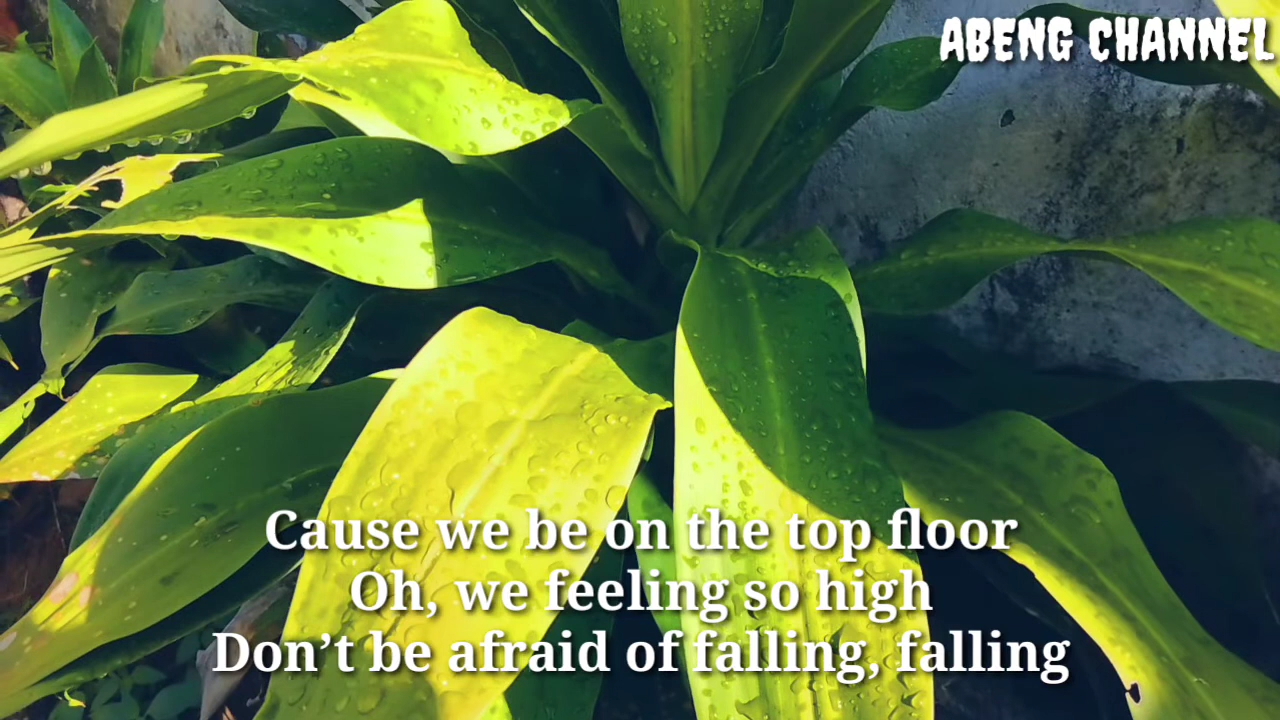 ABENG CHANNEL
Cause we be on the top floor
Oh, we feeling so high
Don’t be afraid of falling, falling